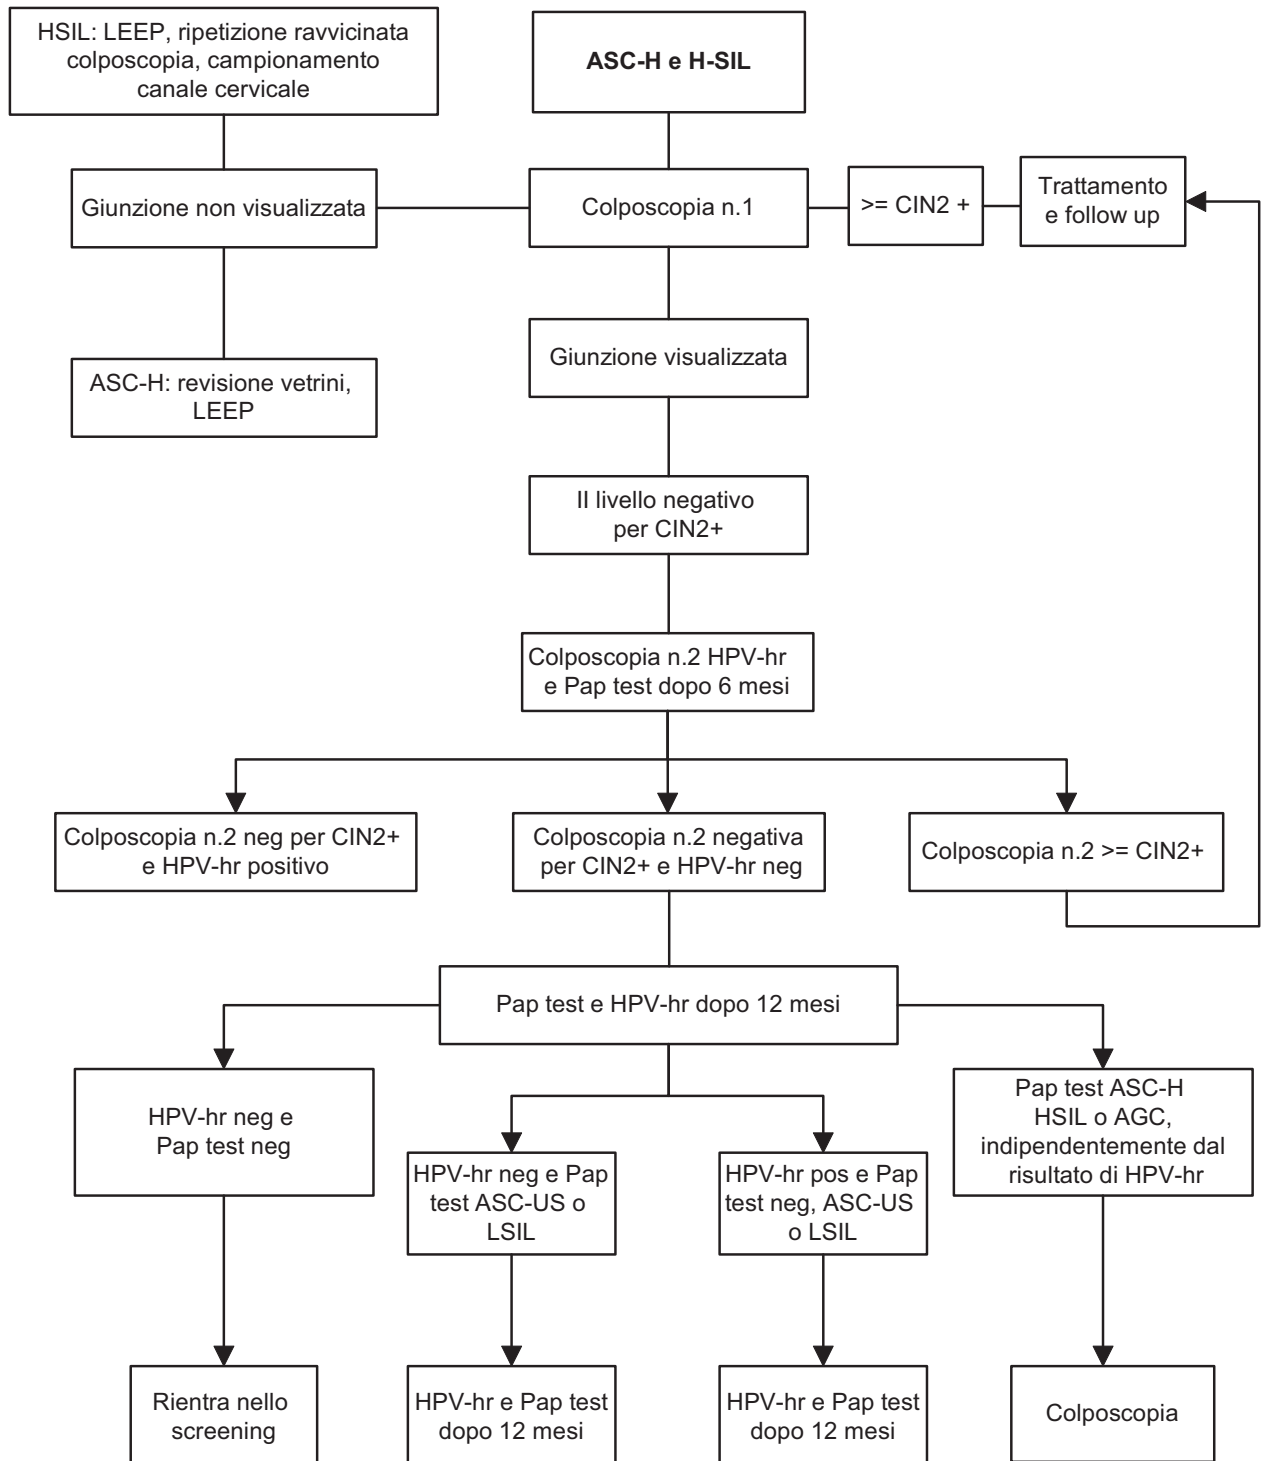 HSIL: LEEP, ripetizione ravvicinata
colposcopia, campionamento
canale cervicale
ASC-H e H-SIL
Giunzione non visualizzata
Colposcopia n.1
>= CIN2 +
Trattamento
e follow up
Giunzione visualizzata
ASC-H: revisione vetrini,
LEEP
II livello negativo
per CIN2+
Colposcopia n.2 HPV-hr
e Pap test dopo 6 mesi
Colposcopia n.2 neg per CIN2+
e HPV-hr positivo
Colposcopia n.2 negativa
per CIN2+ e HPV-hr neg
Colposcopia n.2 >= CIN2+
Pap test e HPV-hr dopo 12 mesi
HPV-hr neg e
Pap test neg
HPV-hr neg e Pap
test ASC-US o
LSIL
HPV-hr pos e Pap
test neg, ASC-US
o LSIL
Pap test ASC-H
HSIL o AGC,
indipendentemente dal
risultato di HPV-hr
Rientra nello
screening
HPV-hr e Pap test
dopo 12 mesi
HPV-hr e Pap test
dopo 12 mesi
Colposcopia